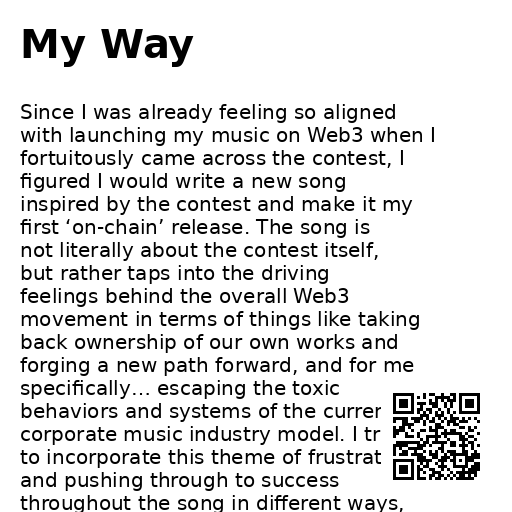 My Way
Since I was already feeling so aligned
with launching my music on Web3 when I
fortuitously came across the contest, I
figured I would write a new song
inspired by the contest and make it my
first ‘on-chain’ release. The song is
not literally about the contest itself,
but rather taps into the driving
feelings behind the overall Web3
movement in terms of things like taking
back ownership of our own works and
forging a new path forward, and for me
specifically... escaping the toxic
behaviors and systems of the curren
corporate music industry model. I tr
to incorporate this theme of frustrat
and pushing through to success
throughout the song in different ways,